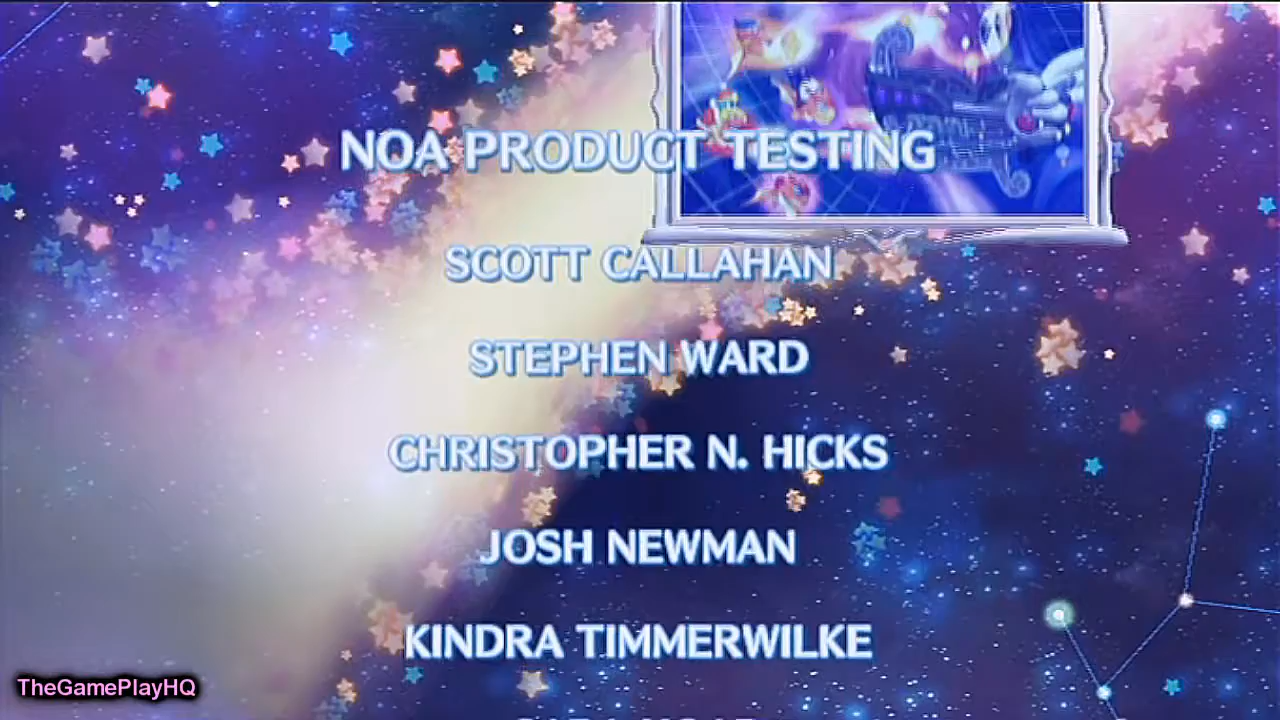 NOA PRODUCT TESTING
SCOTT CALLAHAN
STEPHEN WARD
CHRISTOPHER N. HICKS
JOSH NEWMAN
KINDRA TIMMERWILKE
TheGamePlayHQ